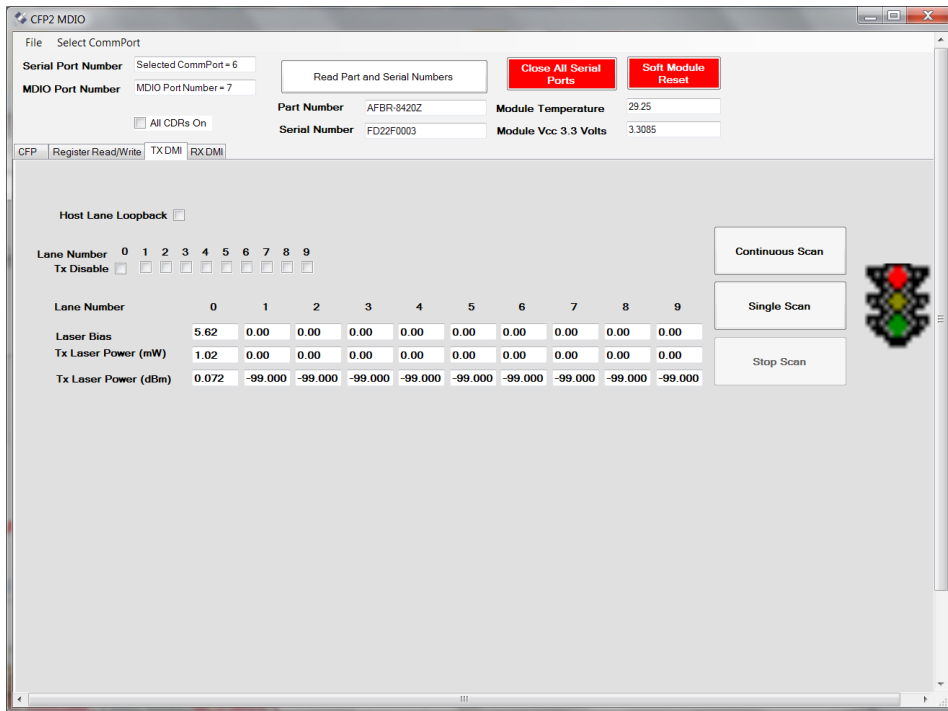 CFP2 MDIO
File Select CommPort
Serial Port Number Selected CommPort = 6
MDIO Port Number MDIO Port Number = 7
Read Part and Serial Numbers
Close All Serial Ports
Soft Module Reset
Part Number AFBR-8420Z
Module Temperature 29.25
All CDRs On
Serial Number FD22F0003
Module Vcc 3.3 Volts 3.3085
CFP Register Read/Write TX DMI RX DMI
Host Lane Loopback
Lane Number 0 1 2 3 4 5 6 7 8 9
Tx Disable
Continuous Scan
Lane Number 0 1 2 3 4 5 6 7 8 9
Single Scan
Laser Bias 5.62 0.00 0.00 0.00 0.00 0.00 0.00 0.00 0.00 0.00
Tx Laser Power (mW) 1.02 0.00 0.00 0.00 0.00 0.00 0.00 0.00 0.00 0.00
Stop Scan
Tx Laser Power (dBm) 0.072 -99.000 -99.000 -99.000 -99.000 -99.000 -99.000 -99.000 -99.000 -99.000